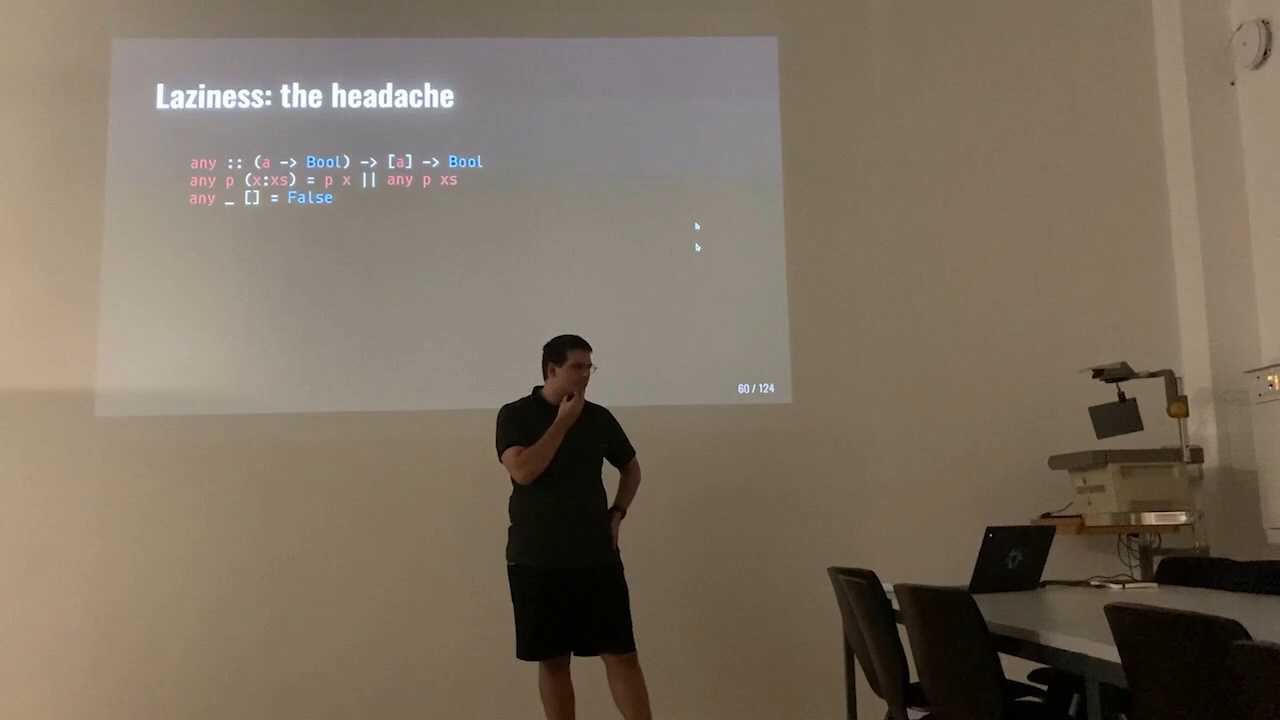 Laziness: the headache
any :: (a -> Bool) -> [a] -> Bool
any p (x:xs) = p x || any p xs
any _ [] = False
60 / 124